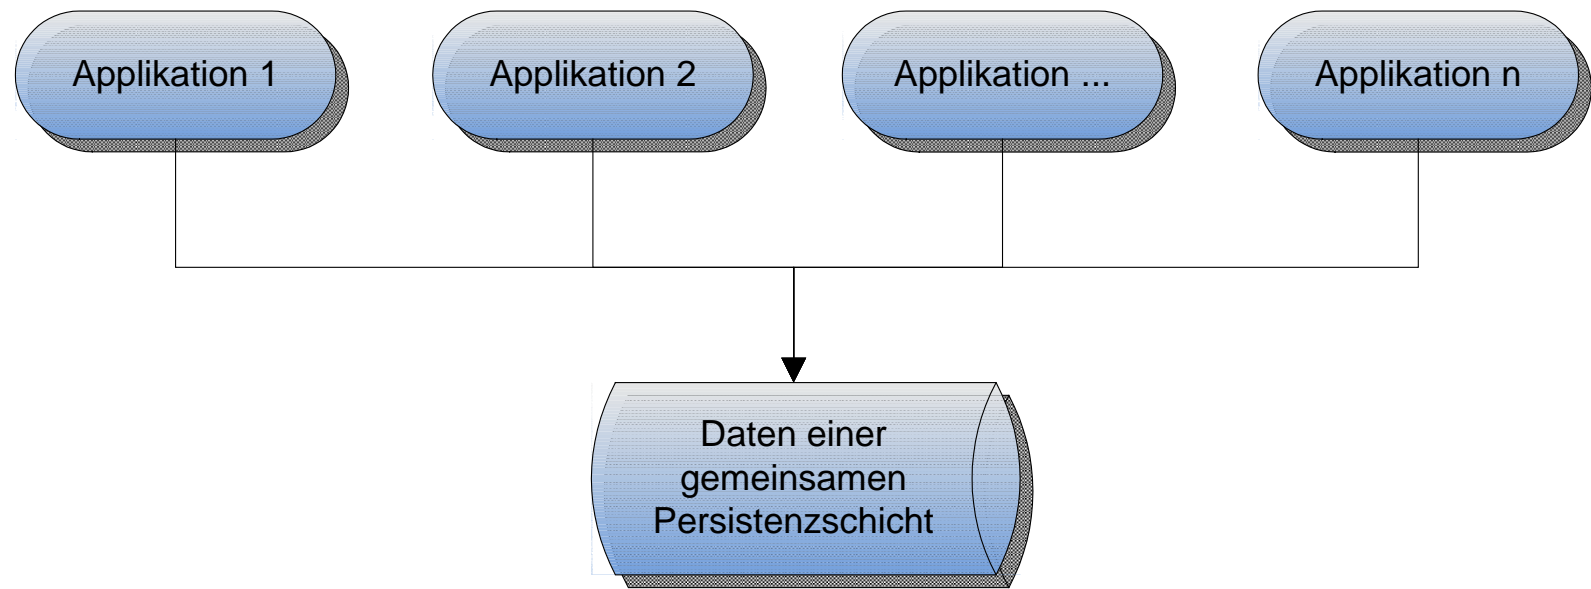 Applikation 1
Applikation 2
Applikation ...
Applikation n
Daten einer
gemeinsamen
Persistenzschicht